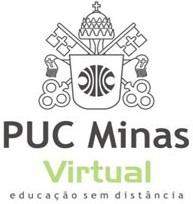 PUC Minas
Virtual
educação sem distância